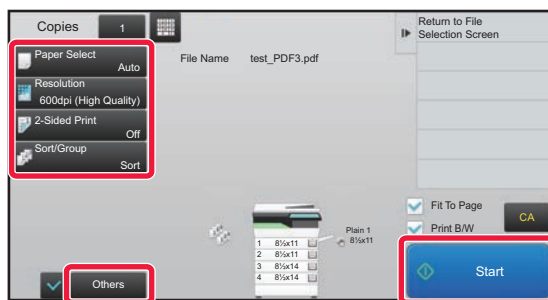 Copies
1
Paper Select
Auto
Resolution
600dpi (High Quality)
2-Sided Print
Off
Sort/Group
Sort
Others
File Name test_PDF3.pdf
1 8½x11
2 8½x11
3 8½x14
4 8½x14
Plain 1
8½x11
Return to File
Selection Screen
Fit To Page
Print B/W
CA
Start